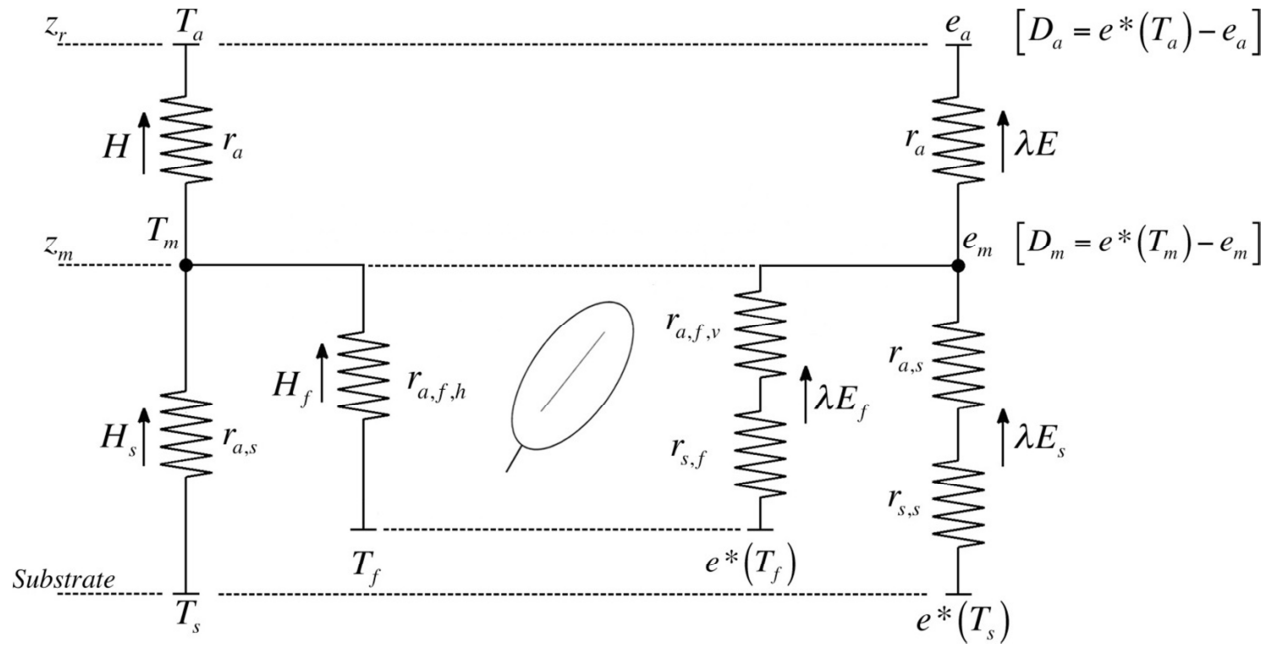 z_r T_a e_a [D_a = e*(T_a) − e_a]
H r_a r_a λE
z_m T_m e_m [D_m = e*(T_m) − e_m]
H_f r_{a,f,h} r_{a,f,v} λE_f r_{a,s}
H_s r_{a,s} r_{s,f} λE_s
r_{s,s}
T_f e*(T_f)
Substrate
T_s e*(T_s)